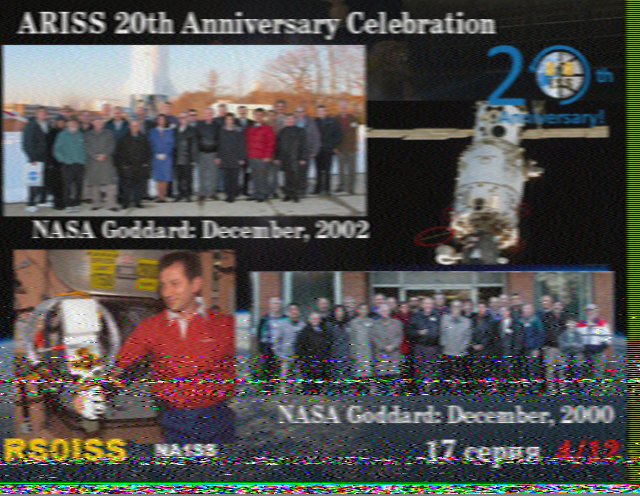 ARISS 20th Anniversary Celebration
20th
Anniversary!
NASA Goddard: December, 2002
NASA Goddard: December, 2000
RS0ISS NA1SS
17 серия 4/12